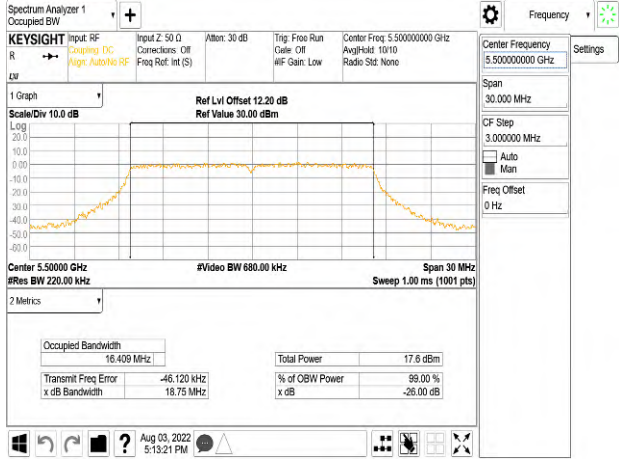 Spectrum Analyzer 1
Occupied BW
Frequency
KEYSIGHT
R
Input: RF
Coupling: DC
Align: Auto/No RF
Input Z: 50 Ω
Corrections: Off
Freq Ref: Int (S)
Atten: 30 dB
Trig: Free Run
Gate: Off
#IF Gain: Low
Center Freq: 5.500000000 GHz
Avg|Hold: 10/10
Radio Std: None
Center Frequency
5.500000000 GHz
Settings
Span
30.000 MHz
CF Step
3.000000 MHz
Auto
Man
Freq Offset
0 Hz
1 Graph
Scale/Div 10.0 dB
Ref Lvl Offset 12.20 dB
Ref Value 30.00 dBm
Log
20.0
10.0
0.00
-10.0
-20.0
-30.0
-40.0
-50.0
-60.0
Center 5.50000 GHz
#Res BW 220.00 kHz
#Video BW 680.00 kHz
Span 30 MHz
Sweep 1.00 ms (1001 pts)
2 Metrics
Occupied Bandwidth
16.409 MHz
Total Power 17.6 dBm
Transmit Freq Error -46.120 kHz
% of OBW Power 99.00 %
x dB Bandwidth 18.75 MHz
x dB -26.00 dB
?
Aug 03, 2022
5:13:21 PM